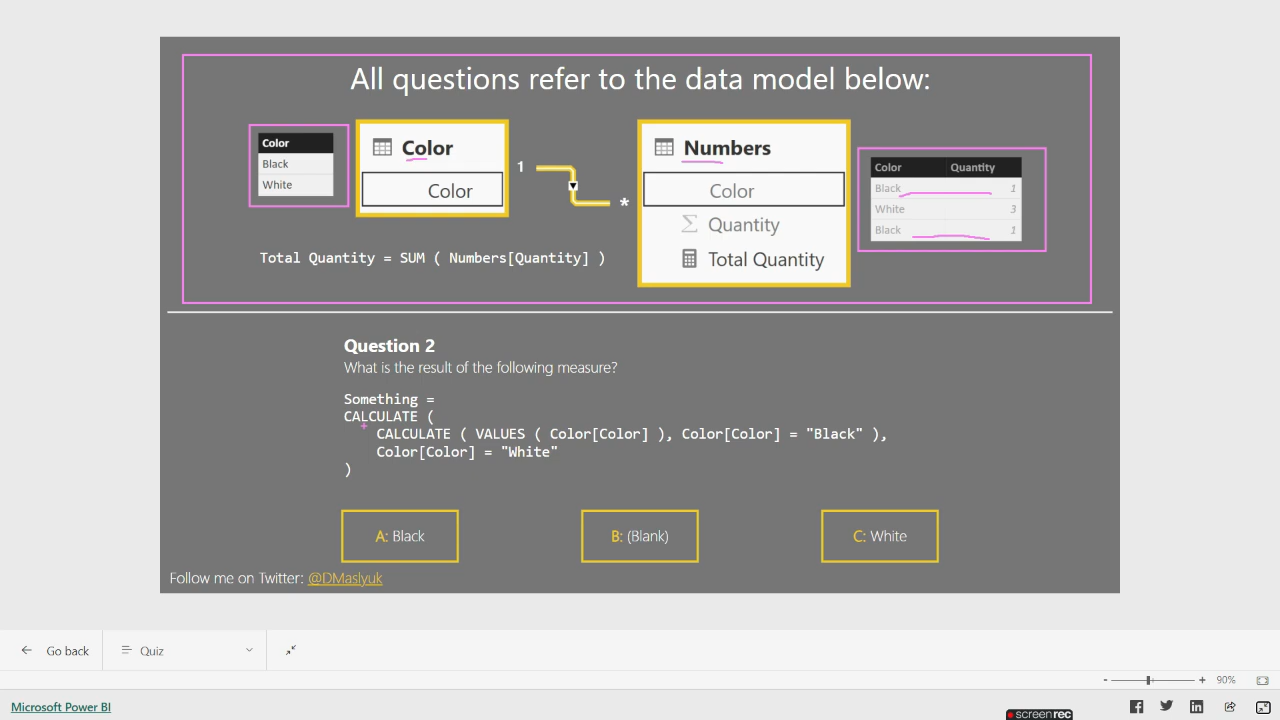 All questions refer to the data model below:
Color
Black
White
Color
Color
1
*
Numbers
Color
Quantity
Total Quantity
Color Quantity
Black 1
White 3
Black 1
Total Quantity = SUM ( Numbers[Quantity] )
Question 2
What is the result of the following measure?
Something =
CALCULATE (
CALCULATE ( VALUES ( Color[Color] ), Color[Color] = "Black" ),
Color[Color] = "White"
)
A: Black
B: (Blank)
C: White
Follow me on Twitter: @DMaslyuk
Go back
Quiz
- + 90%
Microsoft Power BI
screenrec